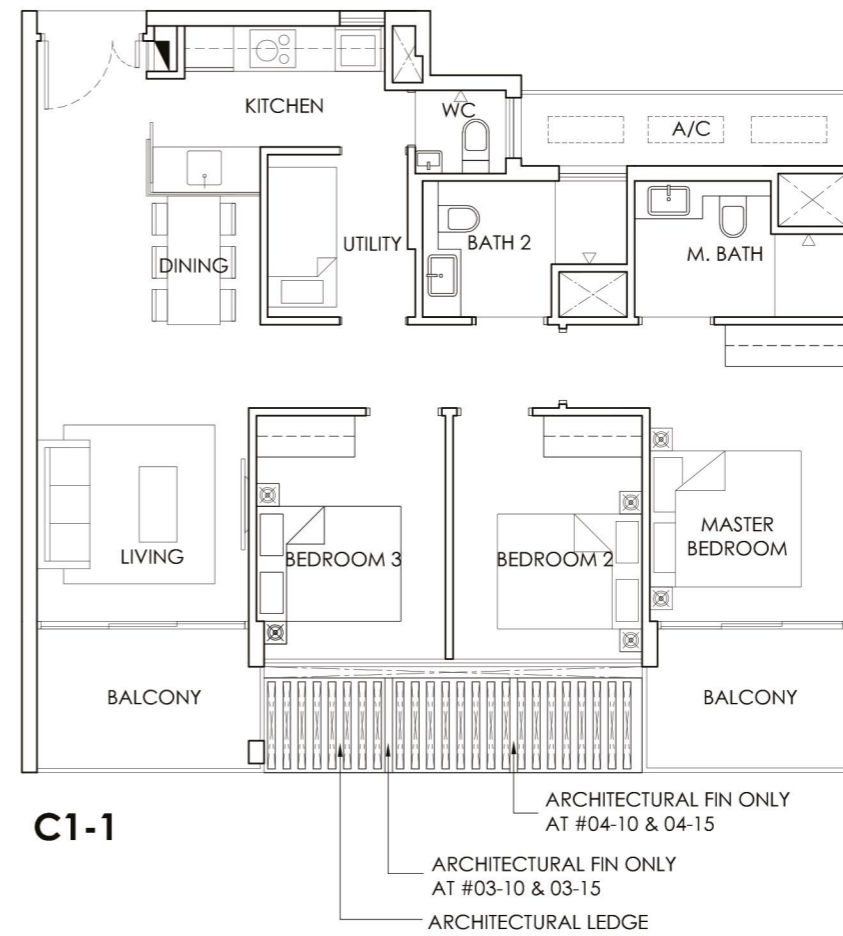 KITCHEN
WC
A/C
DINING
UTILITY
BATH 2
M. BATH
LIVING
BEDROOM 3
BEDROOM 2
MASTER
BEDROOM
BALCONY
BALCONY
C1-1
ARCHITECTURAL FIN ONLY
AT #04-10 & 04-15
ARCHITECTURAL FIN ONLY
AT #03-10 & 03-15
ARCHITECTURAL LEDGE